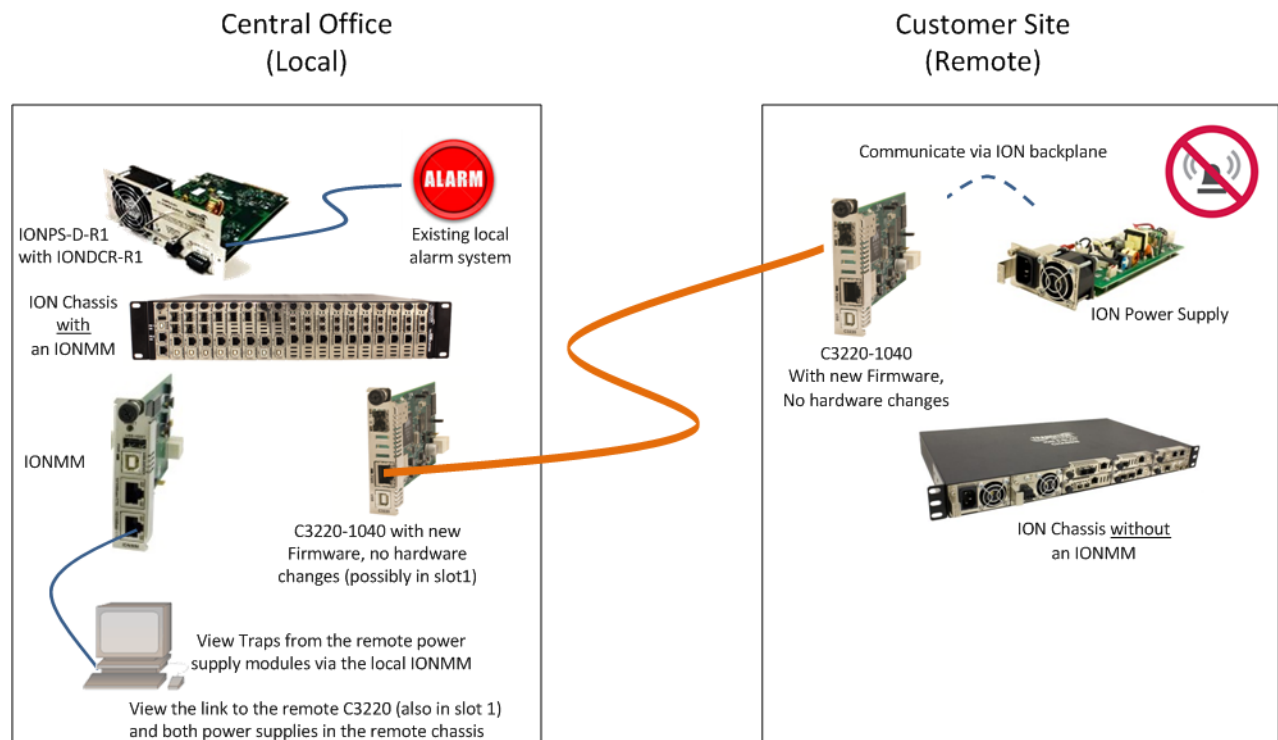 Central Office
(Local)
Customer Site
(Remote)
ALARM
IONPS-D-R1
with IONDCR-R1
Existing local
alarm system
ION Chassis
with
an IONMM
IONMM
C3220-1040 with new
Firmware, no hardware
changes (possibly in slot1)
View Traps from the remote power
supply modules via the local IONMM
View the link to the remote C3220 (also in slot 1)
and both power supplies in the remote chassis
Communicate via ION backplane
ION Power Supply
C3220-1040
With new Firmware,
No hardware changes
ION Chassis without
an IONMM